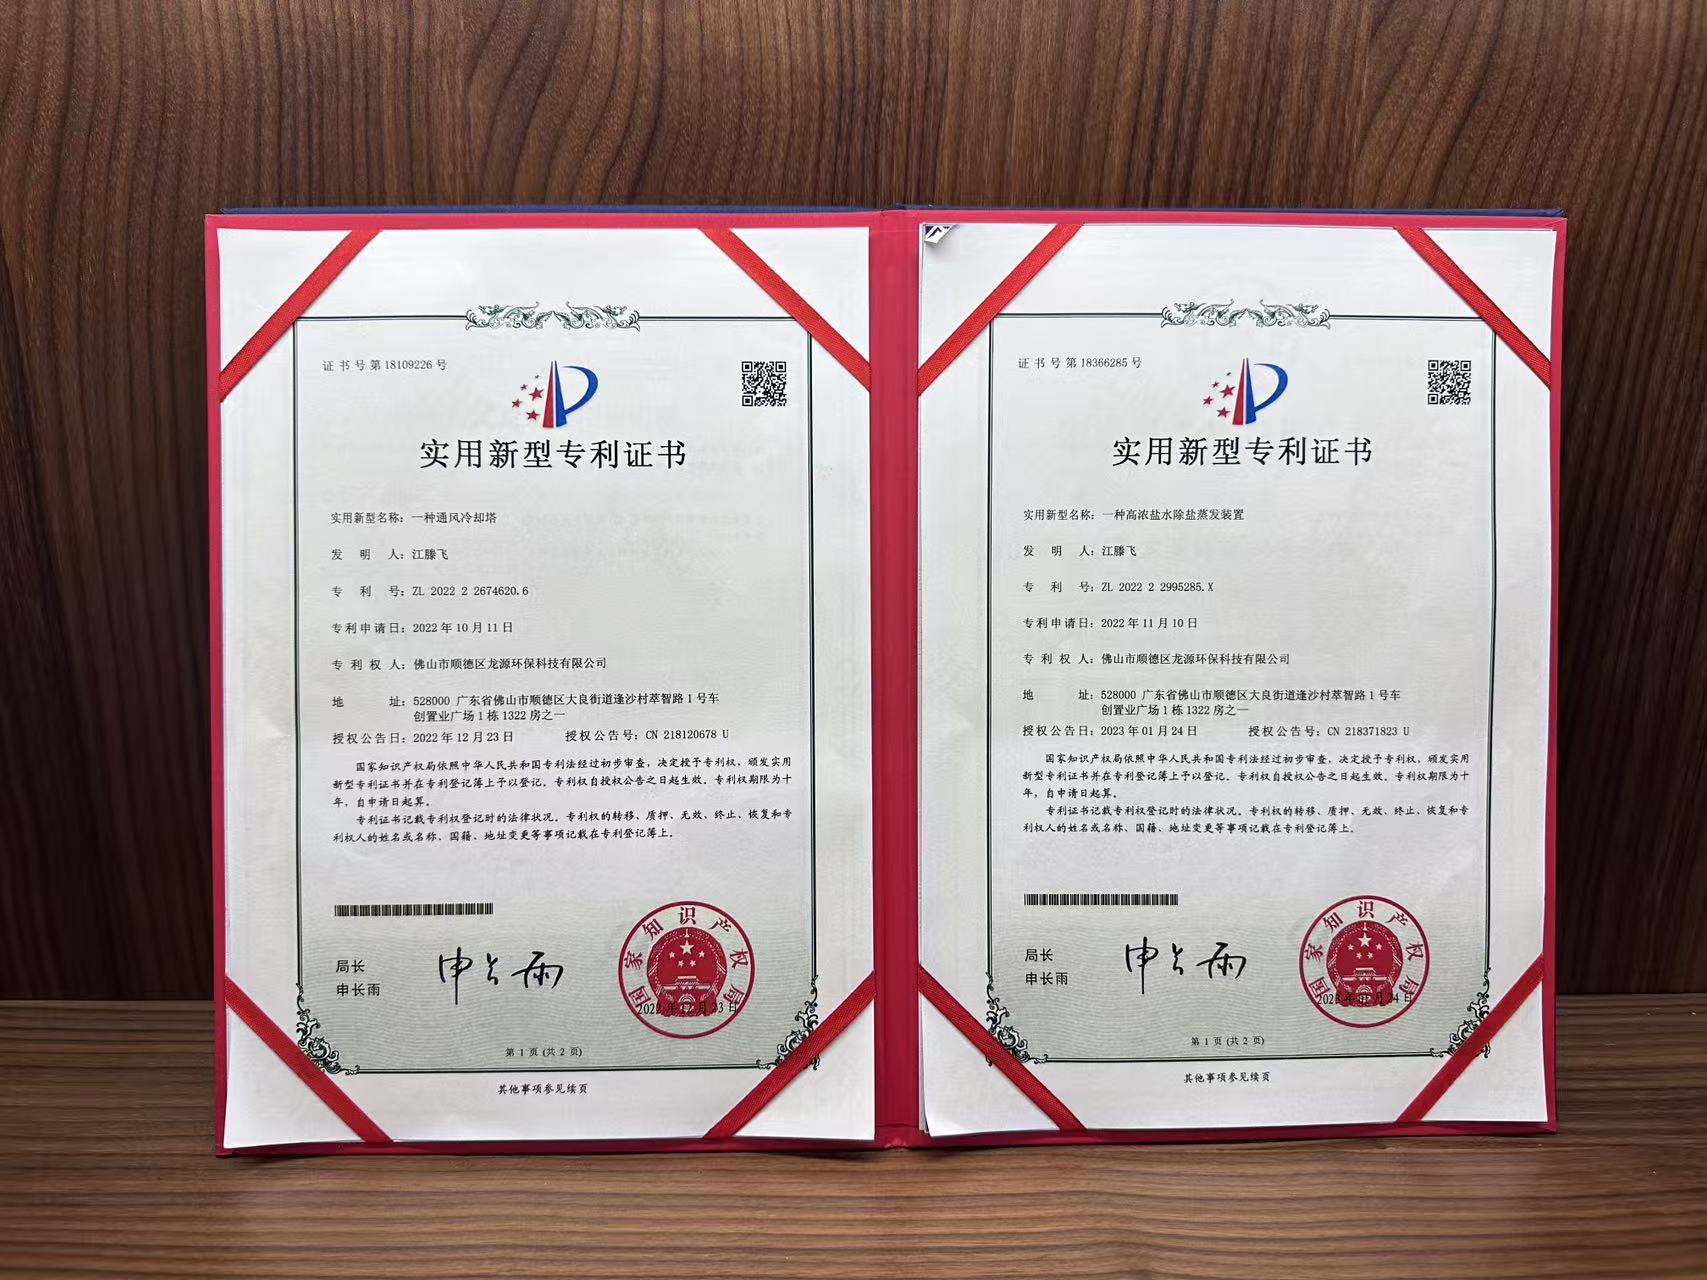 证书号第18109226号
实用新型专利证书
实用新型名称：一种通风冷却塔
发明人：江滕飞
专利号：ZL 2022 2 2674620.6
专利申请日：2022年10月11日
专利权人：佛山市顺德区龙源环保科技有限公司
地址：528000 广东省佛山市顺德区大良街道逢沙村萃智路1号车
创置业广场1栋1322房之一
授权公告日：2022年12月23日 授权公告号：CN 218120678 U
国家知识产权局依照中华人民共和国专利法经过初步审查，决定授予专利权，颁发实用
新型专利证书并在专利登记簿上予以登记。专利权自授权公告之日起生效。专利权期限为十
年，自申请日起算。
专利证书记载专利权登记时的法律状况。专利权的转移、质押、无效、终止、恢复和专
利权人的姓名或名称、国籍、地址变更等事项记载在专利登记簿上。
局长
申长雨
申长雨
国家知识产权局
2022年12月23日
第 1 页 (共 2 页)
其他事项参见续页
证书号第18366285号
实用新型专利证书
实用新型名称：一种高浓盐水除盐蒸发装置
发明人：江滕飞
专利号：ZL 2022 2 2995285.X
专利申请日：2022年11月10日
专利权人：佛山市顺德区龙源环保科技有限公司
地址：528000 广东省佛山市顺德区大良街道逢沙村萃智路1号车
创置业广场1栋1322房之一
授权公告日：2023年01月24日 授权公告号：CN 218371823 U
国家知识产权局依照中华人民共和国专利法经过初步审查，决定授予专利权，颁发实用
新型专利证书并在专利登记簿上予以登记。专利权自授权公告之日起生效。专利权期限为十
年，自申请日起算。
专利证书记载专利权登记时的法律状况。专利权的转移、质押、无效、终止、恢复和专
利权人的姓名或名称、国籍、地址变更等事项记载在专利登记簿上。
局长
申长雨
申长雨
国家知识产权局
2023年01月24日
第 1 页 (共 2 页)
其他事项参见续页